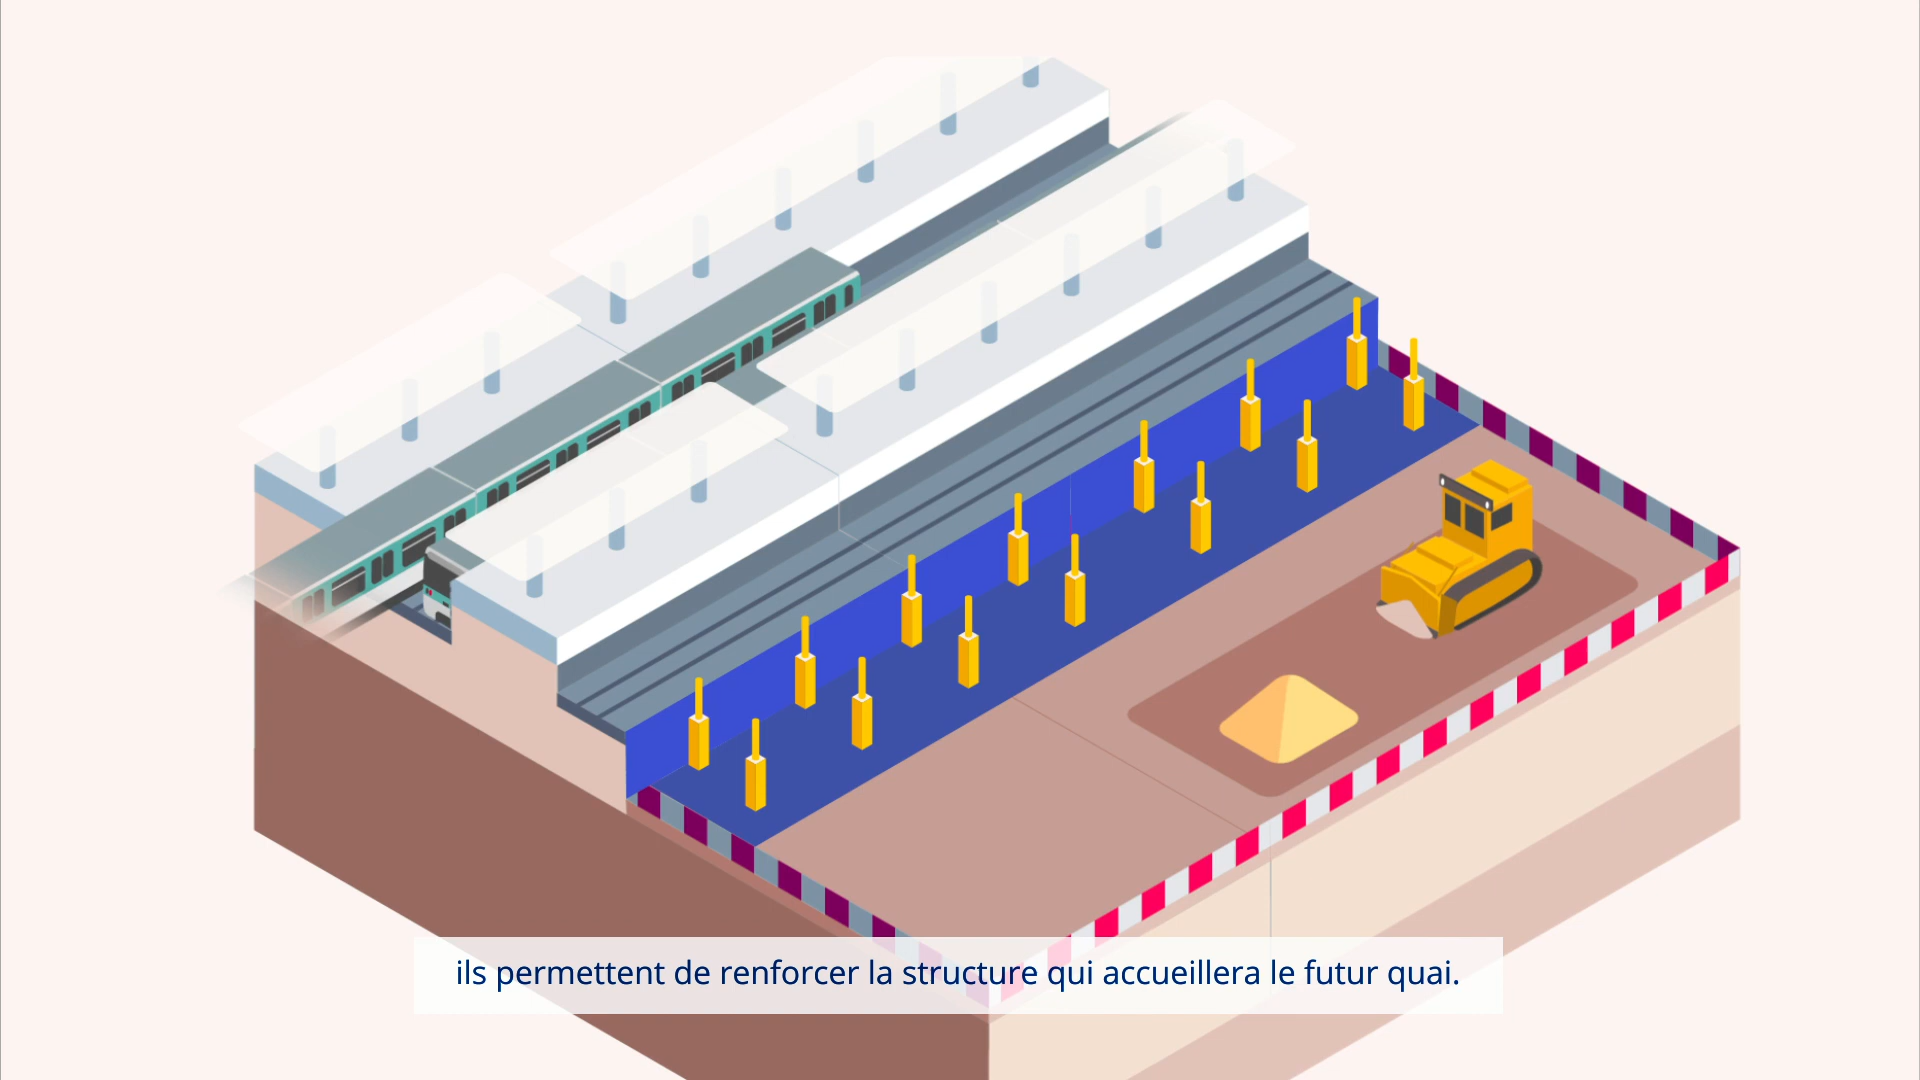 ils permettent de renforcer la structure qui accueillera le futur quai.